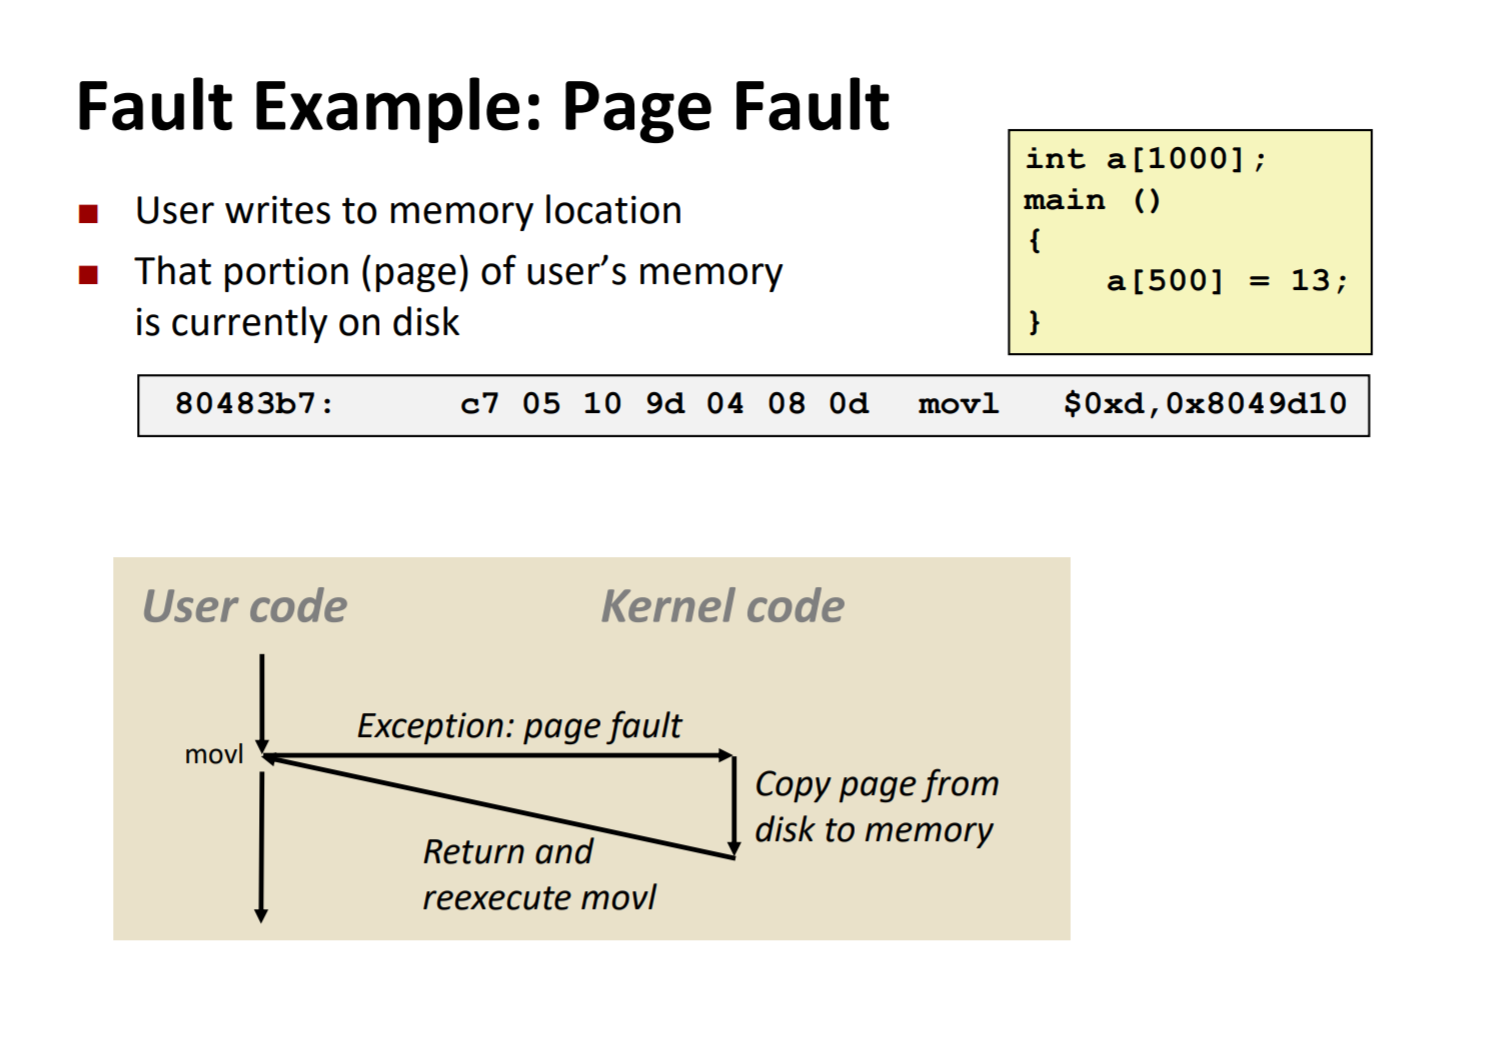 Fault Example: Page Fault
User writes to memory location
That portion (page) of user’s memory
is currently on disk
int a[1000];
main ()
{
    a[500] = 13;
}
80483b7:	c7 05 10 9d 04 08 0d	movl	$0xd,0x8049d10
User code
Kernel code
Exception: page fault
movl
Copy page from
disk to memory
Return and
reexecute movl